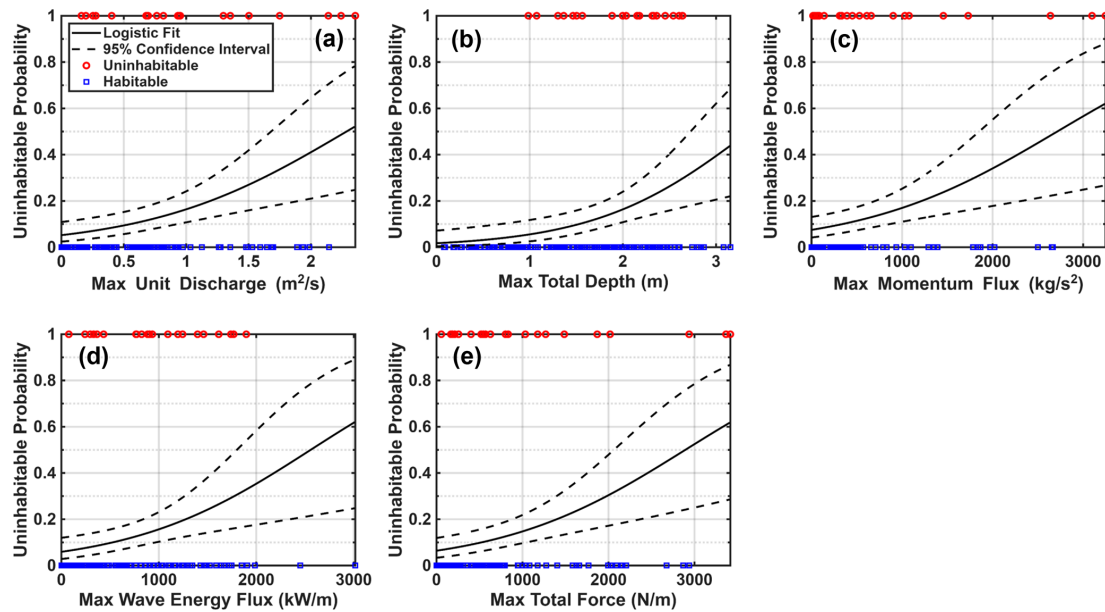 (a)
Logistic Fit
95% Confidence Interval
Uninhabitable
Habitable
Uninhabitable Probability
1
0.8
0.6
0.4
0.2
0
0 0.5 1 1.5 2
Max Unit Discharge (m²/s)
(b)
Uninhabitable Probability
1
0.8
0.6
0.4
0.2
0
0 1 2 3
Max Total Depth (m)
(c)
Uninhabitable Probability
1
0.8
0.6
0.4
0.2
0
0 1000 2000 3000
Max Momentum Flux (kg/s²)
(d)
Uninhabitable Probability
1
0.8
0.6
0.4
0.2
0
0 1000 2000 3000
Max Wave Energy Flux (kW/m)
(e)
Uninhabitable Probability
1
0.8
0.6
0.4
0.2
0
0 1000 2000 3000
Max Total Force (N/m)